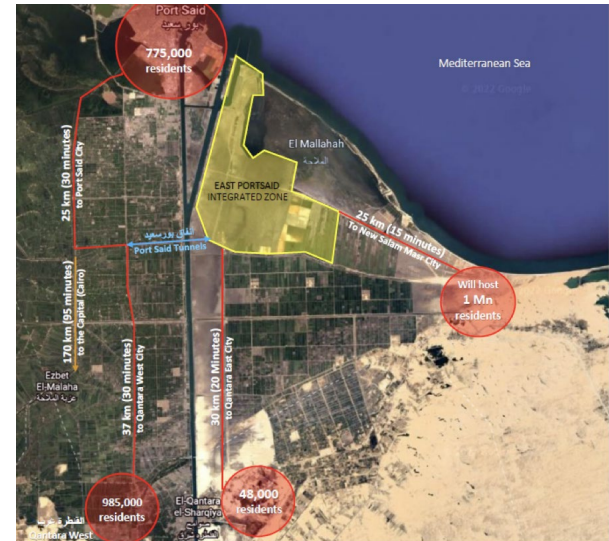 Port Said
بورسعيد
775,000
residents
Mediterranean Sea
El Mallahah
الملاحة
EAST PORTSAID
INTEGRATED ZONE
25 km (30 minutes)
to Port Said City
أنفاق بورسعيد
Port Said Tunnels
25 km (15 minutes)
To New Salam Masr City
Will host
1 Mn
residents
170 km (95 minutes)
to the Capital (Cairo)
Ezbet
El-Malaha
عزبة الملاحة
37 km (30 minutes)
to Qantara West City
30 km (20 Minutes)
to Qantara East City
985,000
residents
El-Qantara
el-Sharqiya
48,000
residents
القنطرة غرب
Qantara West